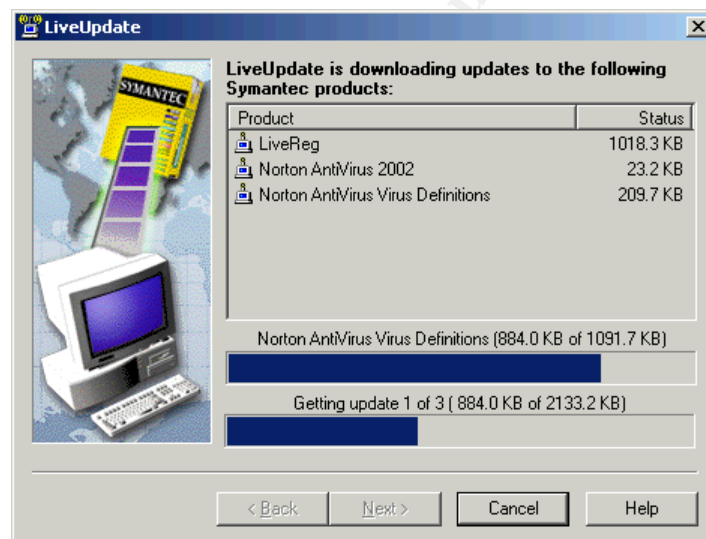 LiveUpdate
SYMANTEC
LiveUpdate is downloading updates to the following
Symantec products:
Product Status
LiveReg 1018.3 KB
Norton AntiVirus 2002 23.2 KB
Norton AntiVirus Virus Definitions 209.7 KB
Norton AntiVirus Virus Definitions (884.0 KB of 1091.7 KB)
Getting update 1 of 3 ( 884.0 KB of 2133.2 KB)
< Back Next > Cancel Help